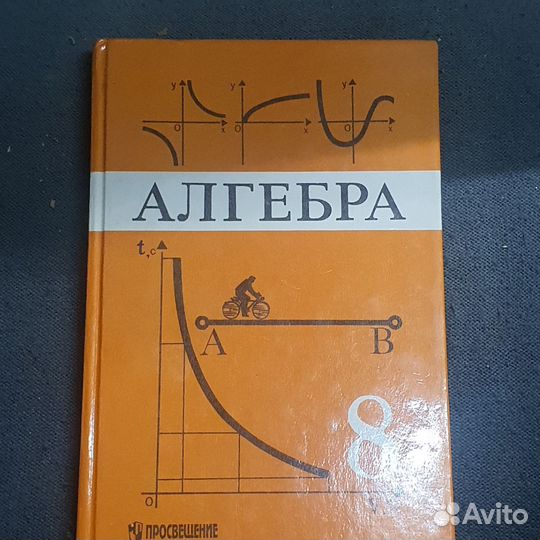 y y y
O x O x O x
АЛГЕБРА
t,c
A B
8
O
ПРОСВЕЩЕНИЕ
Avito